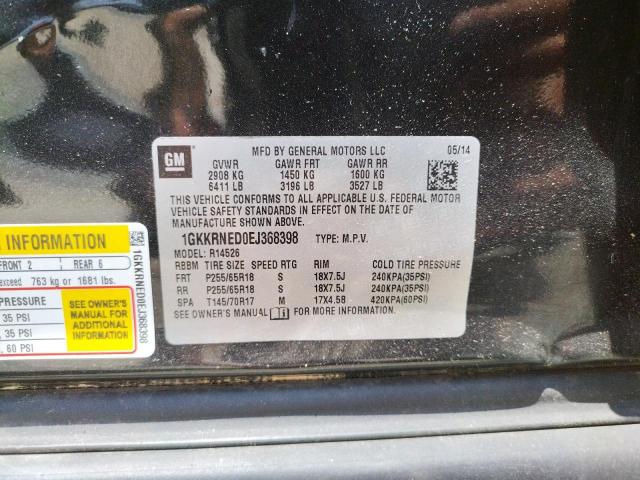 GM
MFD BY GENERAL MOTORS LLC 05/14
GVWR GAWR FRT GAWR RR
2908 KG 1450 KG 1600 KG
6411 LB 3196 LB 3527 LB
THIS VEHICLE CONFORMS TO ALL APPLICABLE U.S. FEDERAL MOTOR
VEHICLE SAFETY STANDARDS IN EFFECT ON THE DATE OF
MANUFACTURE SHOWN ABOVE.
1GKKRNED0EJ368398 TYPE: M.P.V.
MODEL: R14526
RBBM TIRE SIZE SPEED RTG RIM COLD TIRE PRESSURE
FRT P255/65R18 S 18X7.5J 240KPA(35PSI)
RR P255/65R18 S 18X7.5J 240KPA(35PSI)
SPA T145/70R17 M 17X4.5B 420KPA(60PSI)
SEE OWNER'S MANUAL FOR MORE INFORMATION.
INFORMATION
FRONT 2 REAR 6
exceed 763 kg or 1681 lbs.
PRESSURE
35 PSI
, 35 PSI
, 60 PSI
SEE OWNER'S
MANUAL FOR
ADDITIONAL
INFORMATION
1GKKRNED0EJ368398